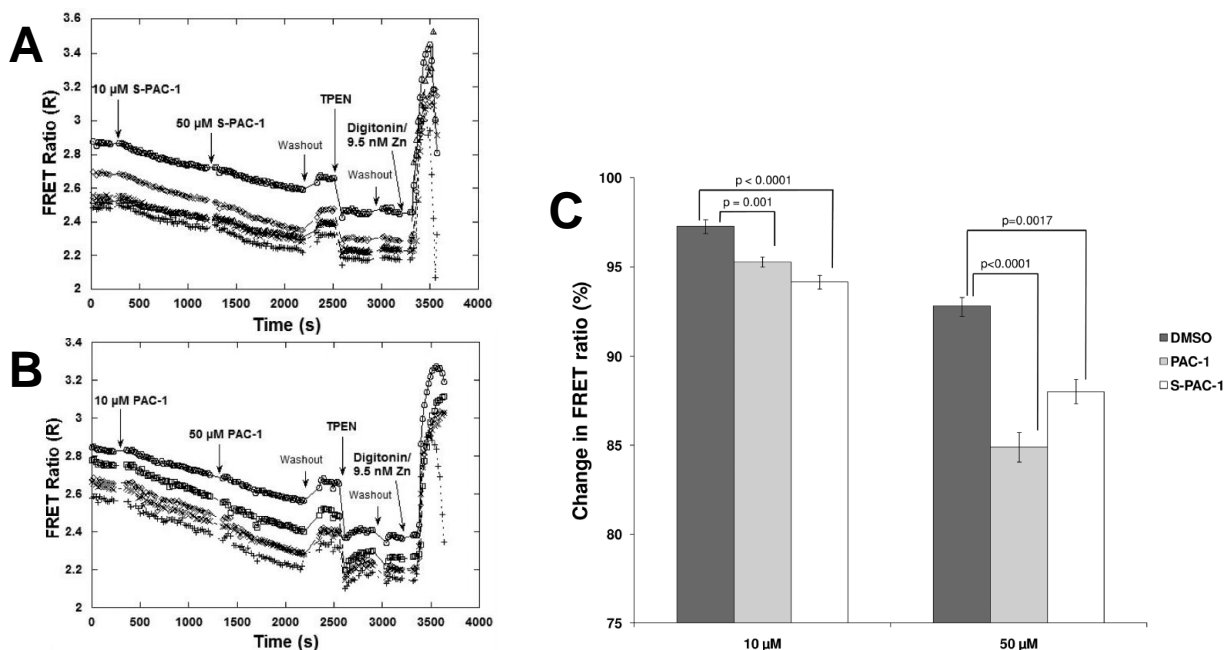 A
FRET Ratio (R)
3.6
3.4
3.2
3
2.8
2.6
2.4
2.2
2
10 µM S-PAC-1
50 µM S-PAC-1
Washout
TPEN
Washout
Digitonin/
9.5 nM Zn
0 500 1000 1500 2000 2500 3000 3500 4000
Time (s)
B
FRET Ratio (R)
3.4
3.2
3
2.8
2.6
2.4
2.2
2
10 µM PAC-1
50 µM PAC-1
Washout
TPEN
Washout
Digitonin/
9.5 nM Zn
0 500 1000 1500 2000 2500 3000 3500 4000
Time (s)
C
Change in FRET ratio (%)
100
95
90
85
80
75
p < 0.0001
p = 0.001
p=0.0017
p<0.0001
10 µM
50 µM
DMSO
PAC-1
S-PAC-1